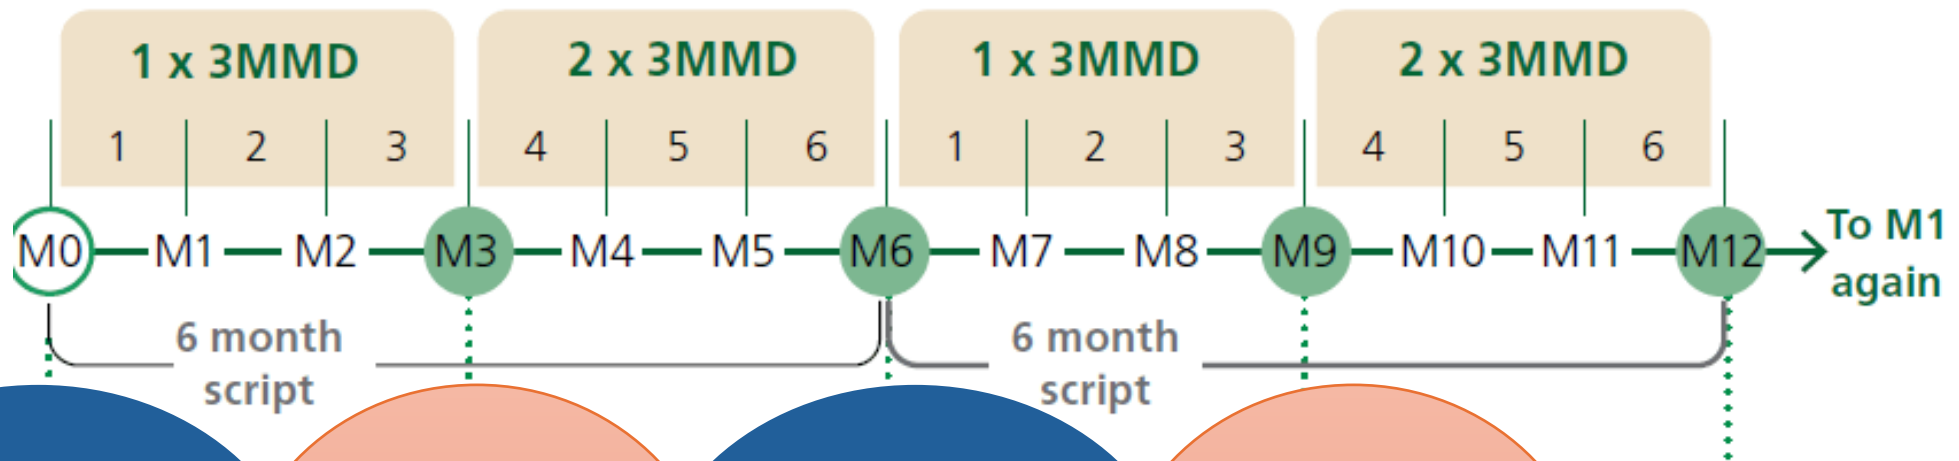 1 x 3MMD 2 x 3MMD 1 x 3MMD 2 x 3MMD
1 2 3 4 5 6 1 2 3 4 5 6
M0 M1 M2 M3 M4 M5 M6 M7 M8 M9 M10 M11 M12 To M1
again
6 month 6 month
script script